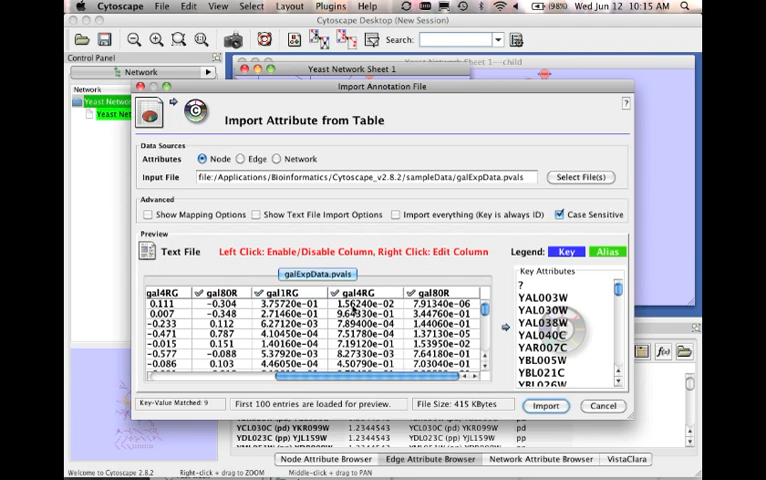 Cytoscape File Edit View Select Layout Plugins Help (98%) Wed Jun 12 10:15 AM
Cytoscape Desktop (New Session)
Search:
Control Panel
Network
Network
Yeast Netwo
Yeast Net
Yeast Network Sheet 1
Yeast Network Sheet 1--child
Import Annotation File
Import Attribute from Table
Data Sources
Attributes Node Edge Network
Input File file:/Applications/Bioinformatics/Cytoscape_v2.8.2/sampleData/galExpData.pvals Select File(s)
Advanced
Show Mapping Options Show Text File Import Options Import everything (Key is always ID) Case Sensitive
Preview
Text File Left Click: Enable/Disable Column, Right Click: Edit Column Legend: Key Alias
galExpData.pvals
gal4RG gal80R gal1RG gal4RG gal80R
0.111 -0.304 3.75720e-01 1.56240e-02 7.91340e-06
0.007 -0.348 2.71460e-01 9.64330e-01 3.44760e-01
-0.233 0.112 6.27120e-03 7.89400e-04 1.44060e-01
-0.471 0.787 4.10450e-04 7.51780e-04 1.37130e-05
-0.015 0.151 1.40160e-04 7.19120e-01 1.53950e-02
-0.577 -0.088 5.37920e-03 8.27330e-03 7.64180e-01
-0.086 0.103 4.46050e-04 4.50790e-01 7.03040e-01
Key Attributes
?
YAL003W
YAL030W
YAL038W
YAL040C
YAR007C
YBL005W
YBL021C
YBL026W
Key-Value Matched: 9 First 100 entries are loaded for preview. File Size: 415 KBytes Import Cancel
YCL030C (pd) YKR099W 1.2344543 pd
YDL023C (pp) YJL159W 1.2344543 pp
Node Attribute Browser Edge Attribute Browser Network Attribute Browser VistaClara
Welcome to Cytoscape 2.8.2 Right-click + drag to ZOOM Middle-click + drag to PAN